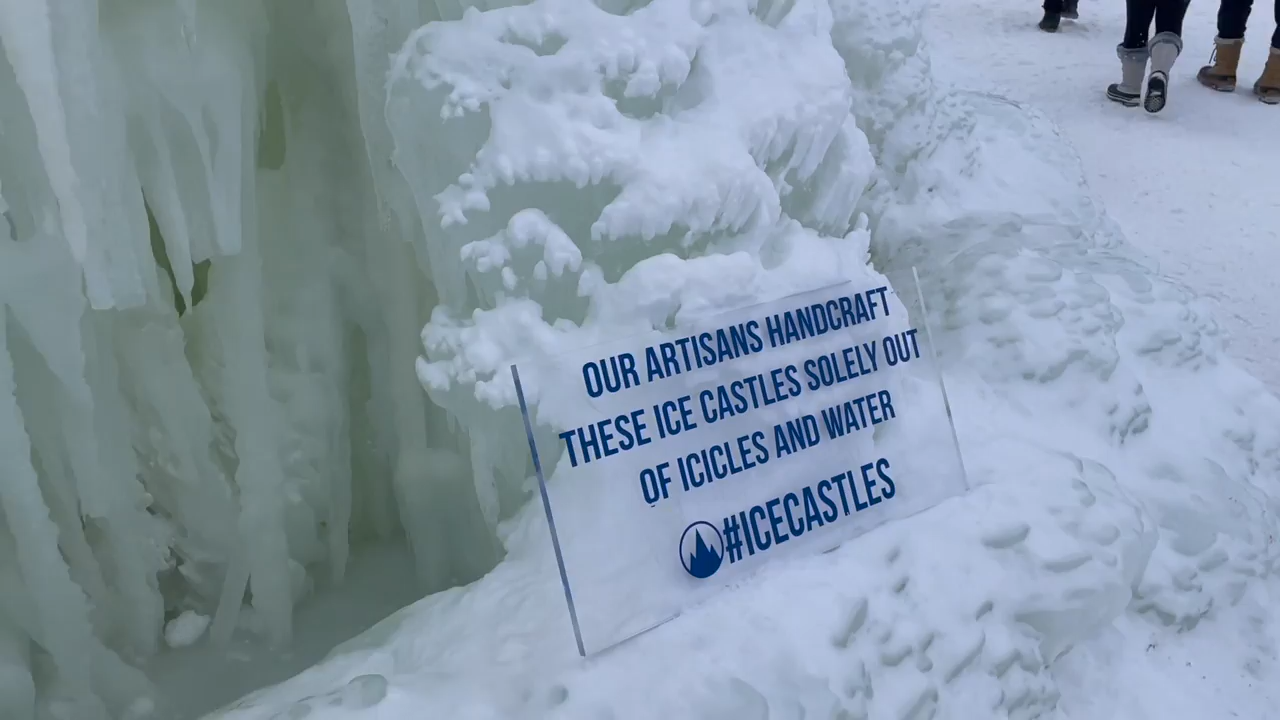 OUR ARTISANS HANDCRAFT
THESE ICE CASTLES SOLELY OUT
OF ICICLES AND WATER
#ICECASTLES